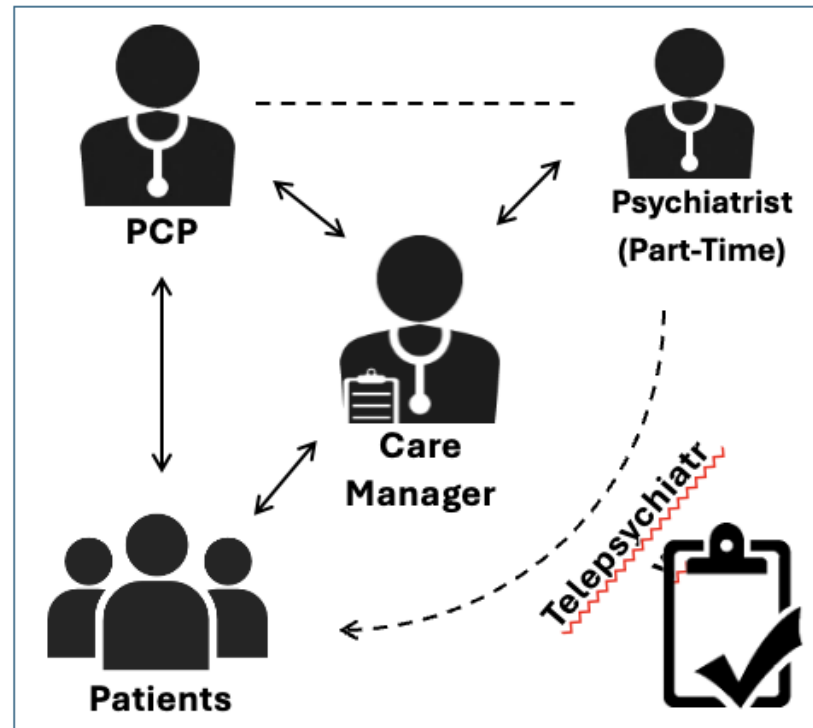 PCP
Psychiatrist
(Part-Time)
Care
Manager
Telepsychiatr
y
Patients